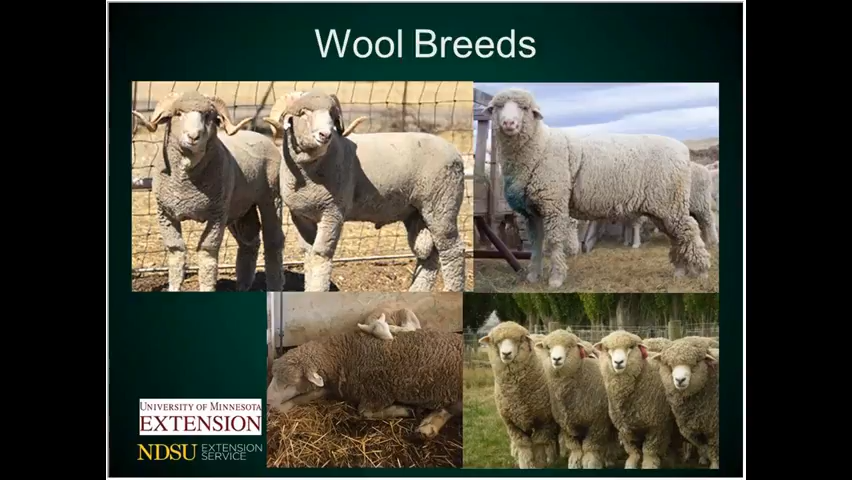 Wool Breeds
UNIVERSITY OF MINNESOTA
EXTENSION
NDSU EXTENSION
SERVICE